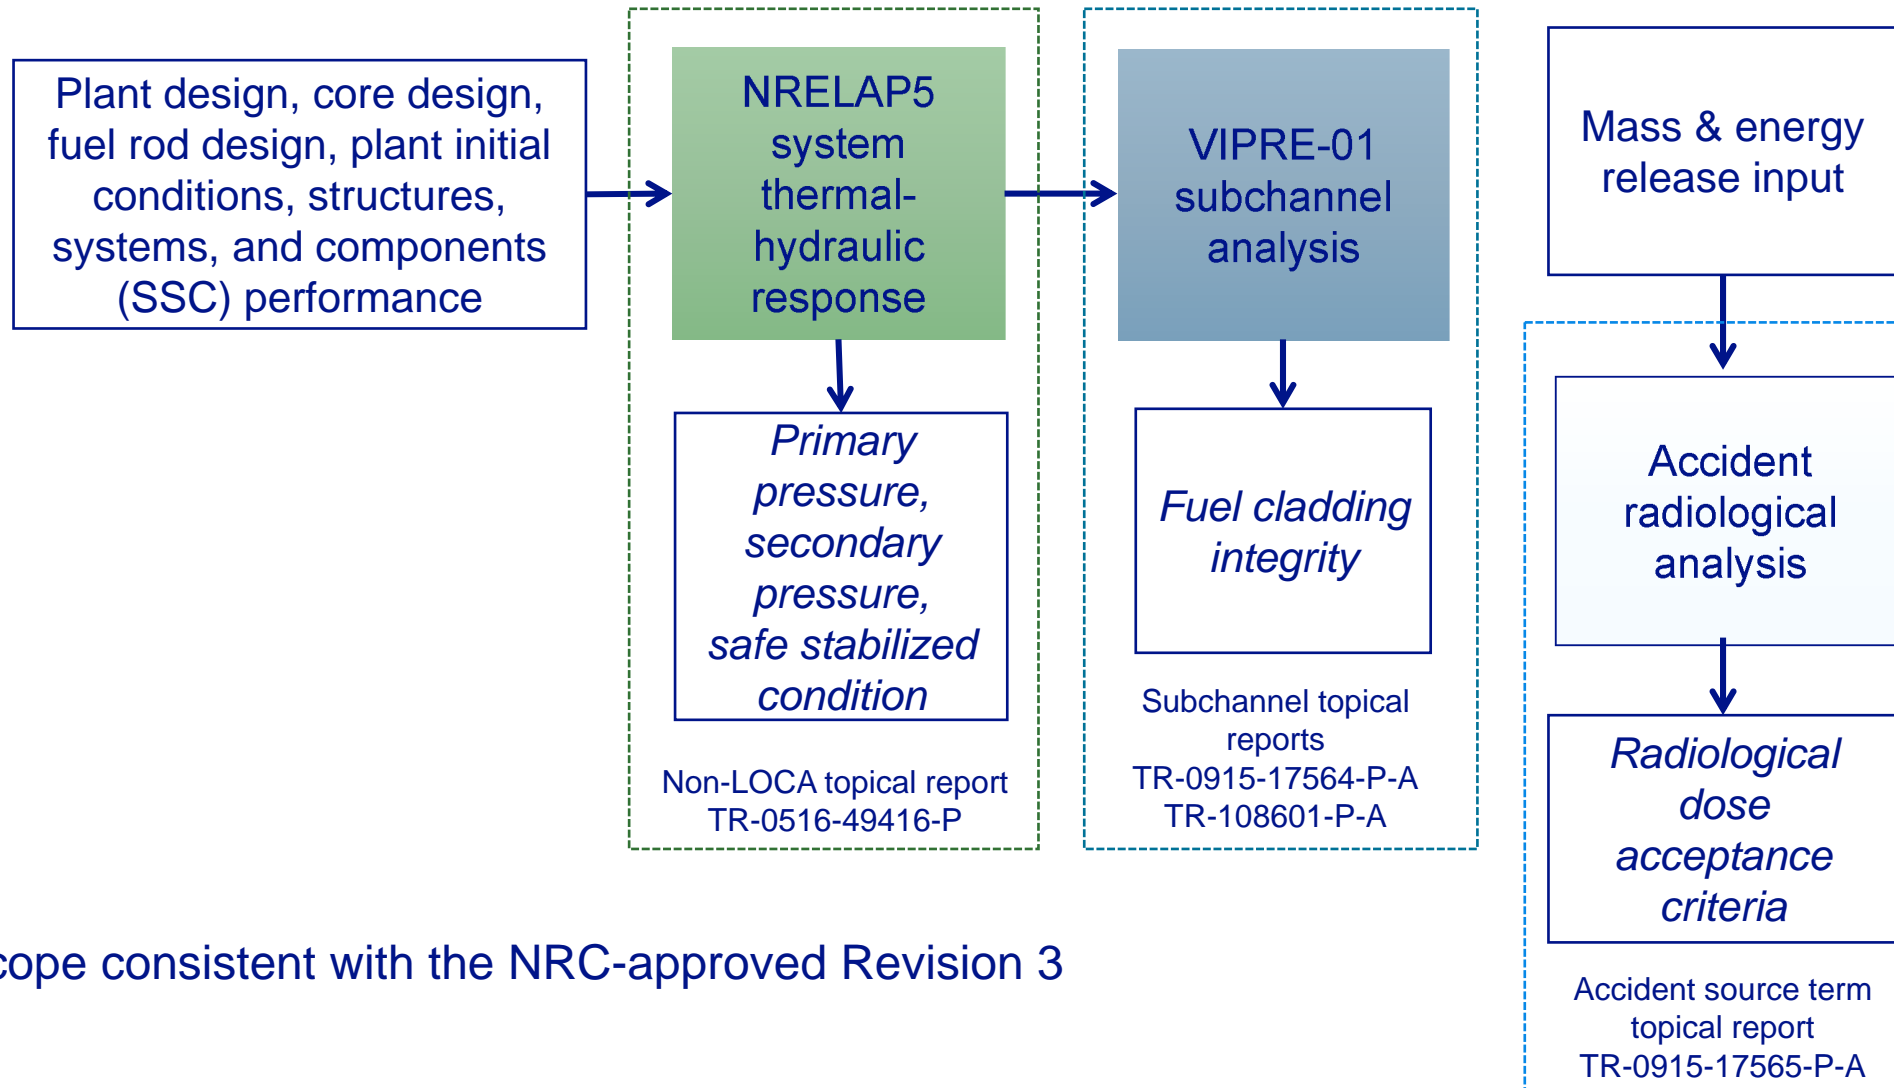 Plant design, core design,
fuel rod design, plant initial
conditions, structures,
systems, and components
(SSC) performance
NRELAP5
system
thermal-
hydraulic
response
Primary
pressure,
secondary
pressure,
safe stabilized
condition
Non-LOCA topical report
TR-0516-49416-P
VIPRE-01
subchannel
analysis
Fuel cladding
integrity
Subchannel topical
reports
TR-0915-17564-P-A
TR-108601-P-A
Mass & energy
release input
Accident
radiological
analysis
Radiological
dose
acceptance
criteria
Accident source term
topical report
TR-0915-17565-P-A
cope consistent with the NRC-approved Revision 3